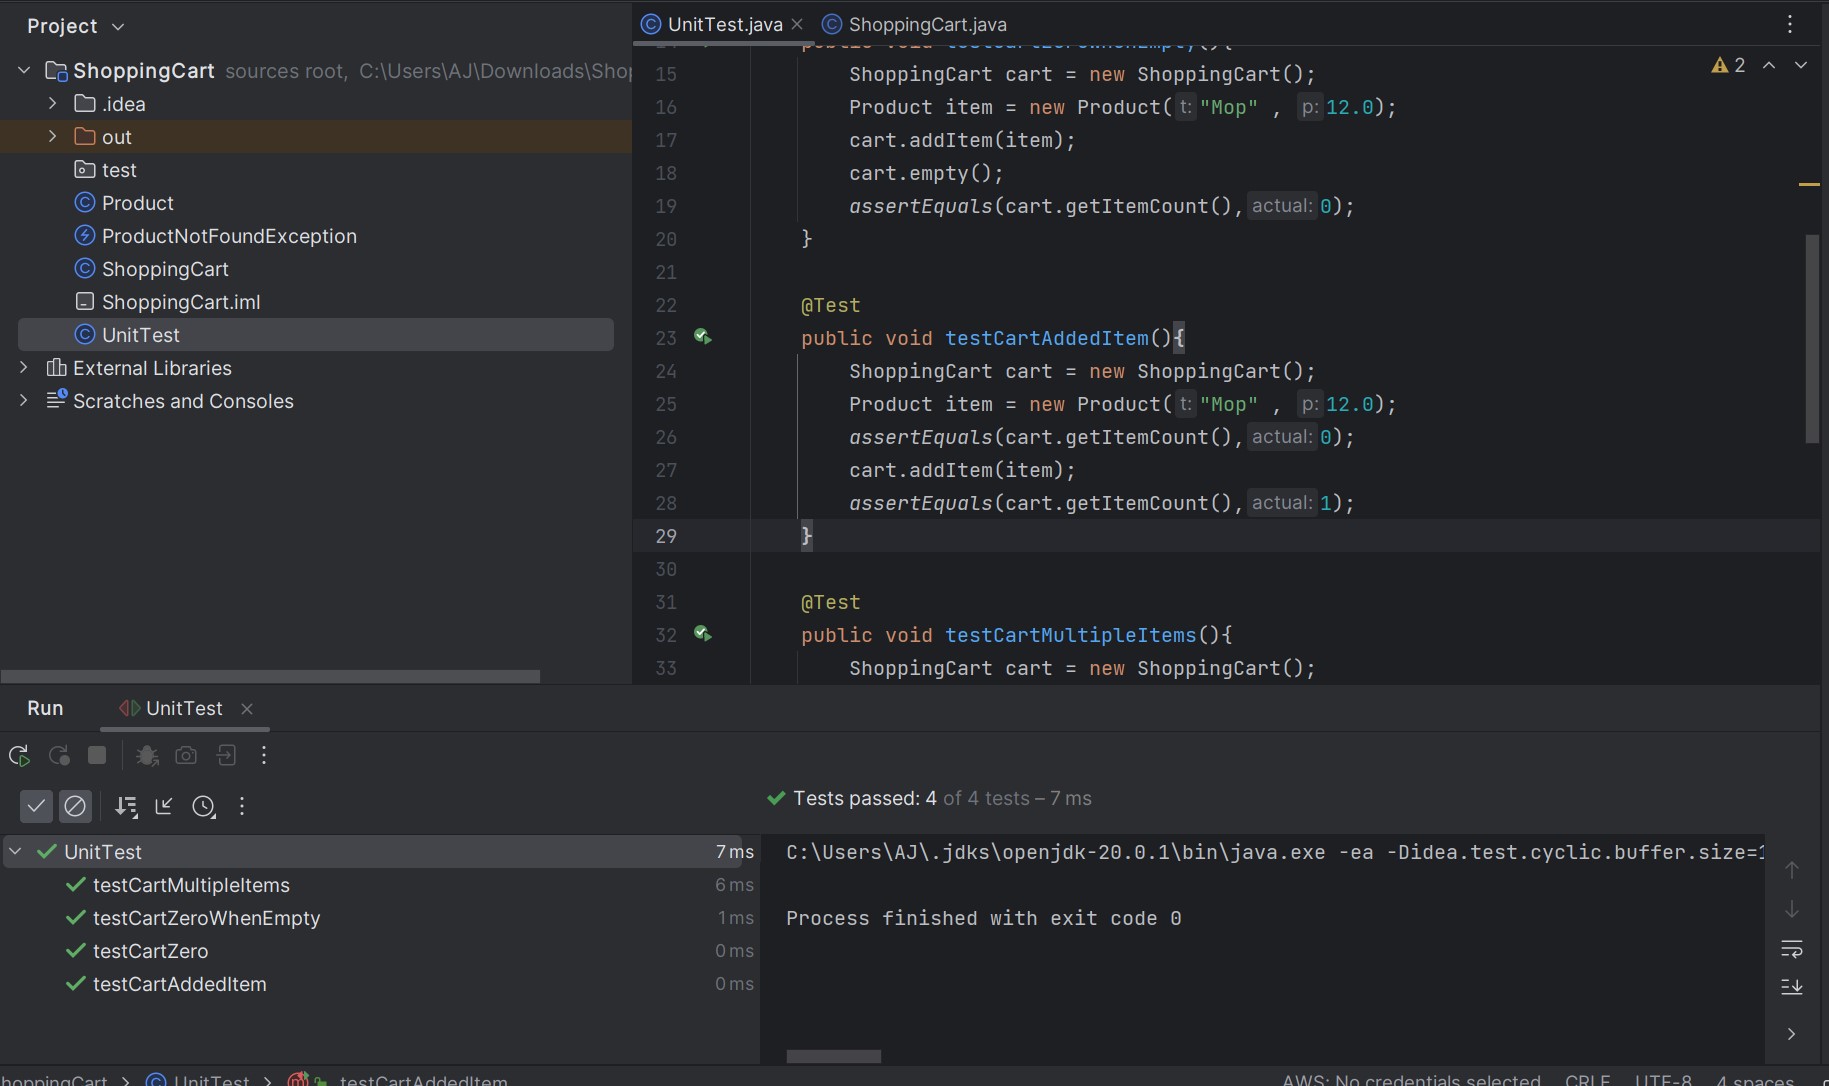 Project
ShoppingCart sources root, C:\Users\AJ\Downloads\Shop
.idea
out
test
Product
ProductNotFoundException
ShoppingCart
ShoppingCart.iml
UnitTest
External Libraries
Scratches and Consoles
UnitTest.java
ShoppingCart.java
2
public void testCartZeroWhenEmpty(){
15 ShoppingCart cart = new ShoppingCart();
16 Product item = new Product( t: "Mop" , p: 12.0);
17 cart.addItem(item);
18 cart.empty();
19 assertEquals(cart.getItemCount(), actual: 0);
20 }
21
22 @Test
23 public void testCartAddedItem(){
24 ShoppingCart cart = new ShoppingCart();
25 Product item = new Product( t: "Mop" , p: 12.0);
26 assertEquals(cart.getItemCount(), actual: 0);
27 cart.addItem(item);
28 assertEquals(cart.getItemCount(), actual: 1);
29 }
30
31 @Test
32 public void testCartMultipleItems(){
33 ShoppingCart cart = new ShoppingCart();
Run UnitTest
Tests passed: 4 of 4 tests – 7 ms
UnitTest 7 ms
testCartMultipleItems 6 ms
testCartZeroWhenEmpty 1 ms
testCartZero 0 ms
testCartAddedItem 0 ms
C:\Users\AJ\.jdks\openjdk-20.0.1\bin\java.exe -ea -Didea.test.cyclic.buffer.size=1
Process finished with exit code 0
hoppingCart > UnitTest > testCartAddedItem
AWS: No credentials selected CRLF UTF-8 4 spaces